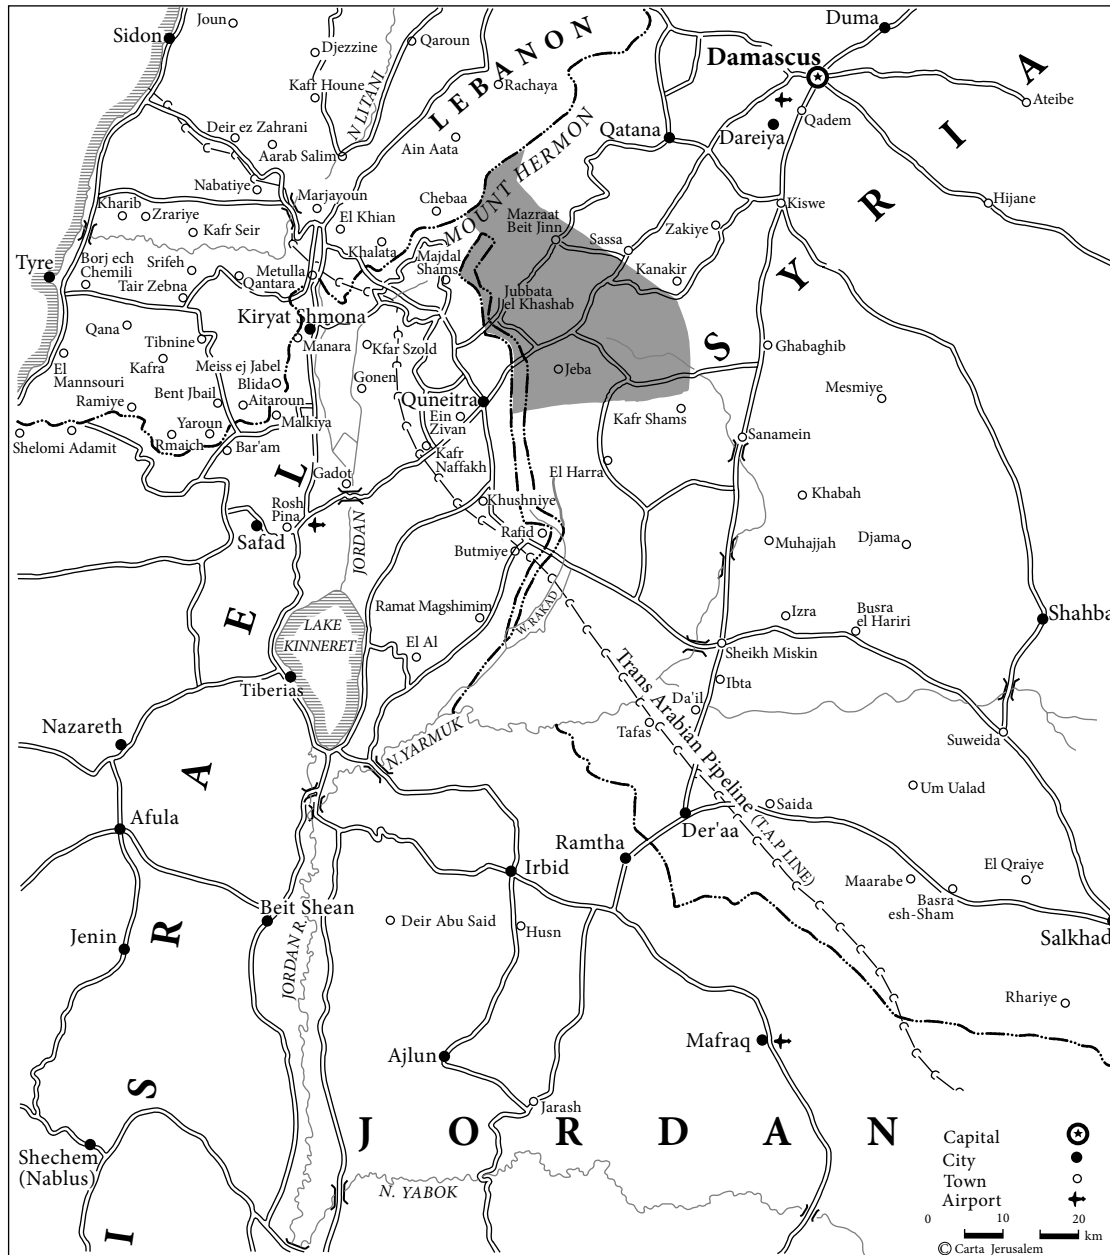 Joun
Sidon
Djezzine
Qaroun
Duma
LEBANON
Damascus
Kafr Houne
N LITANI
Rachaya
Ateibe
SYRIA
Qadem
Dareiya
Qatana
Deir ez Zahrani
Aarab Salim
Ain Aata
MOUNT HERMON
Nabatiye
Marjayoun
Chebaa
Hijane
Kiswe
Kharib
Zrariye
El Khian
Mazraat
Beit Jinn
Zakiye
Kafr Seir
Khalata
Sassa
Majdal
Shams
Tyre
Borj ech
Chemili
Srifeh
Metulla
Kanakir
Tair Zebna
Qantara
Jubbata
el Khashab
Kiryat Shmona
Qana
Tibnine
Manara
Kfar Szold
Ghabaghib
El
Mannsouri
Kafra
Meiss ej Jabel
Gonen
Jeba
Blida
Mesmiye
Ramiye
Bent Jbail
Aitaroun
Quneitra
Ein
Zivan
Kafr Shams
Yaroun
Malkiya
Shelomi
Adamit
Rmaich
Bar'am
Kafr
Naffakh
Sanamein
El Harra
Gadot
Khabah
Rosh
Pina
Khushniye
Safad
JORDAN
Rafid
Butmiye
Muhajjah
Djama
Ramat Magshimim
W. RAKAD
Izra
Busra
el Hariri
Shahba
LAKE
KINNERET
El Al
Sheikh Miskin
Tiberias
Trans Arabian Pipeline (T.A.P LINE)
Ibta
Da'il
Nazareth
N.YARMUK
Tafas
Suweida
Um Ualad
Saida
Afula
Der'aa
Ramtha
Irbid
El Qraiye
Maarabe
Basra
esh-Sham
Beit Shean
Deir Abu Said
Husn
Salkhad
Jenin
JORDAN R.
Rhariye
Ajlun
Mafraq
Jarash
ISRAEL
JORDAN
Shechem
(Nablus)
N. YABOK
Capital
City
Town
Airport
0 10 20
km
© Carta Jerusalem